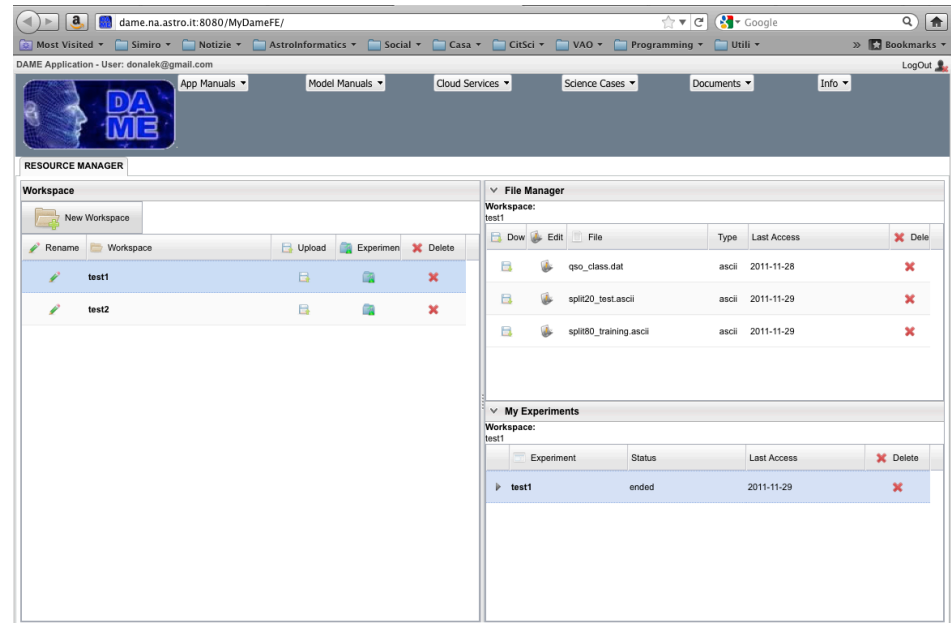 dame.na.astro.it:8080/MyDameFE/
Google
Most Visited Simiro Notizie AstroInformatics Social Casa CitSci VAO Programming Utili » Bookmarks
DAME Application - User: donalek@gmail.com LogOut
DA
ME
App Manuals Model Manuals Cloud Services Science Cases Documents Info
RESOURCE MANAGER
Workspace
New Workspace
Rename Workspace Upload Experimen Delete
test1
test2
File Manager
Workspace:
test1
Dow Edit File Type Last Access Dele
qso_class.dat ascii 2011-11-28
split20_test.ascii ascii 2011-11-29
split80_training.ascii ascii 2011-11-29
My Experiments
Workspace:
test1
Experiment Status Last Access Delete
test1 ended 2011-11-29